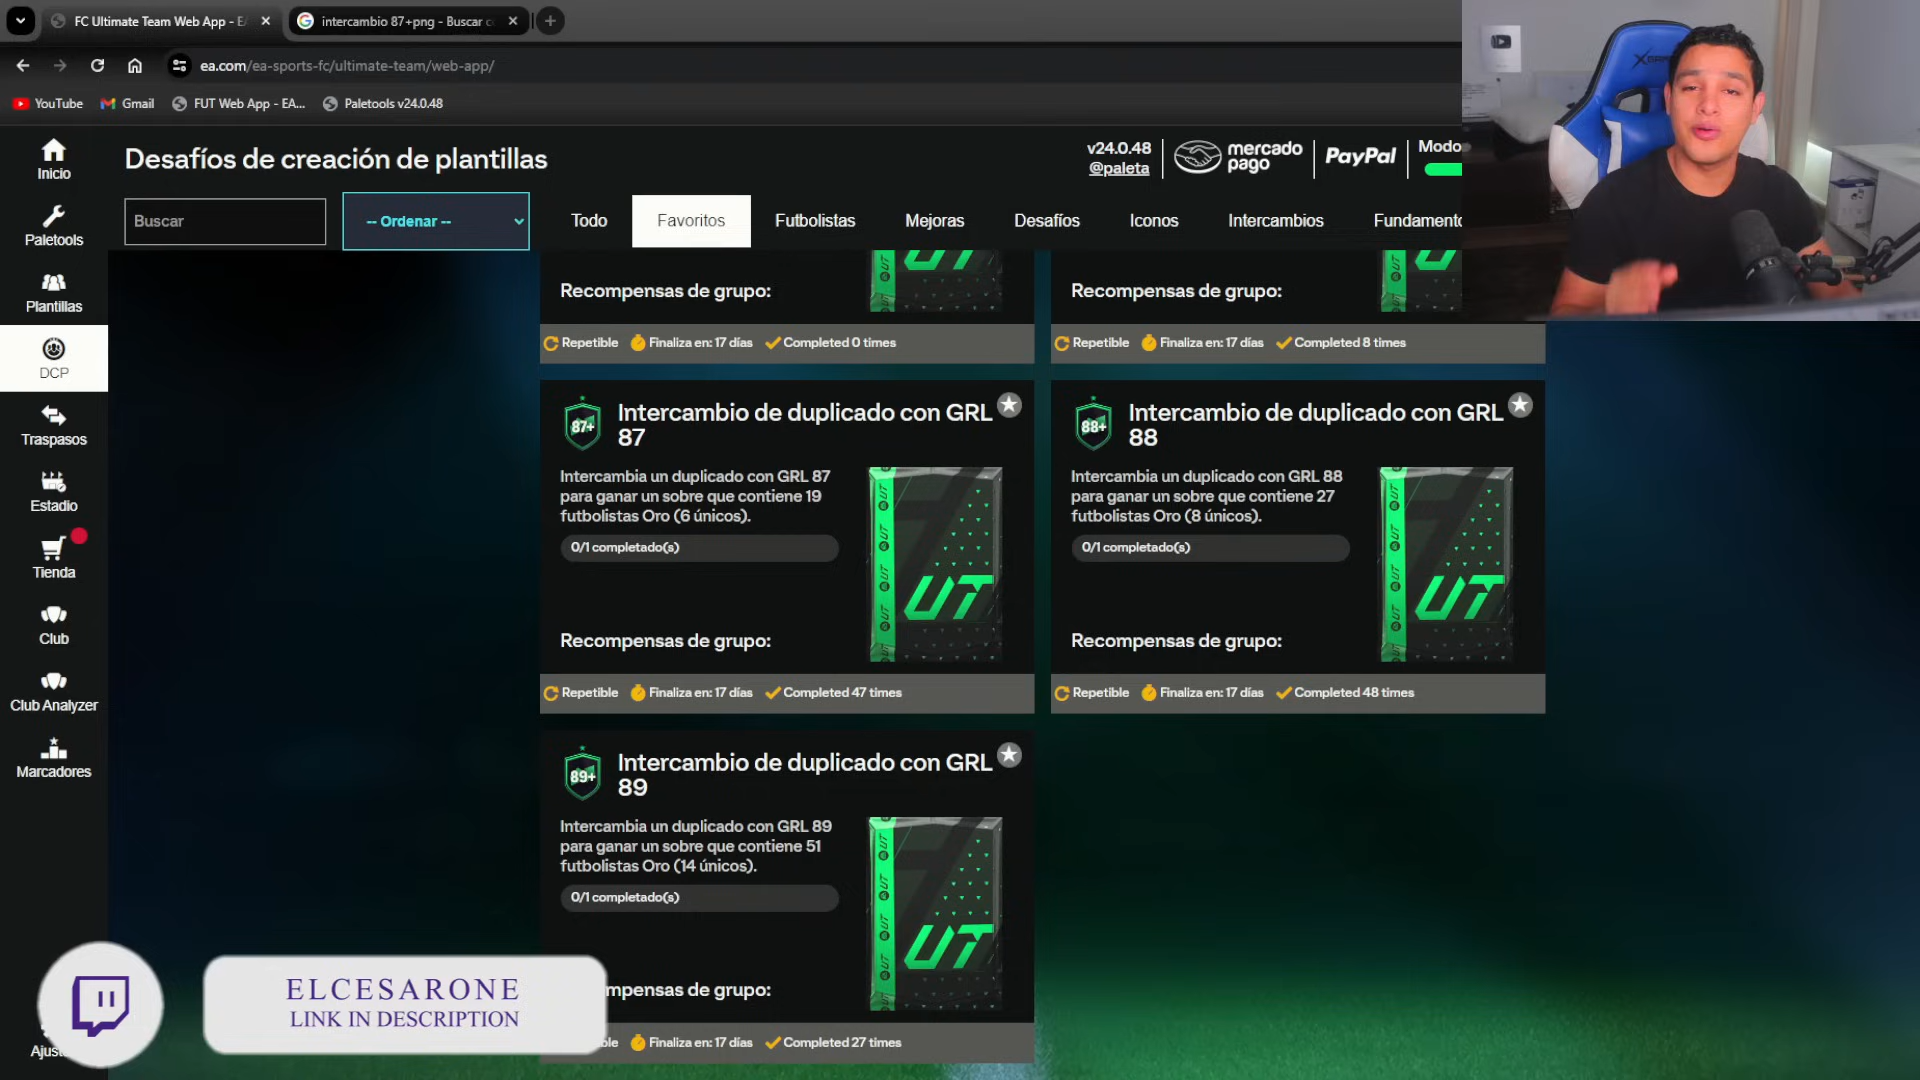 FC Ultimate Team Web App - E
intercambio 87+png - Buscar c
ea.com/ea-sports-fc/ultimate-team/web-app/
YouTube
Gmail
FUT Web App - EA...
Paletools v24.0.48
Inicio
Paletools
Plantillas
DCP
Traspasos
Estadio
Tienda
Club
Club Analyzer
Marcadores
Desafíos de creación de plantillas
v24.0.48
@paleta
mercado
pago
PayPal
Modo
Buscar
-- Ordenar --
Todo
Favoritos
Futbolistas
Mejoras
Desafíos
Iconos
Intercambios
Fundamento
Recompensas de grupo:
Repetible
Finaliza en: 17 días
Completed 0 times
Recompensas de grupo:
Repetible
Finaliza en: 17 días
Completed 8 times
87+
Intercambio de duplicado con GRL
87
Intercambia un duplicado con GRL 87
para ganar un sobre que contiene 19
futbolistas Oro (6 únicos).
0/1 completado(s)
UT
Recompensas de grupo:
Repetible
Finaliza en: 17 días
Completed 47 times
88+
Intercambio de duplicado con GRL
88
Intercambia un duplicado con GRL 88
para ganar un sobre que contiene 27
futbolistas Oro (8 únicos).
0/1 completado(s)
UT
Recompensas de grupo:
Repetible
Finaliza en: 17 días
Completed 48 times
89+
Intercambio de duplicado con GRL
89
Intercambia un duplicado con GRL 89
para ganar un sobre que contiene 51
futbolistas Oro (14 únicos).
0/1 completado(s)
UT
mpensas de grupo:
ble
Finaliza en: 17 días
Completed 27 times
ELCESARONE
LINK IN DESCRIPTION
Ajust